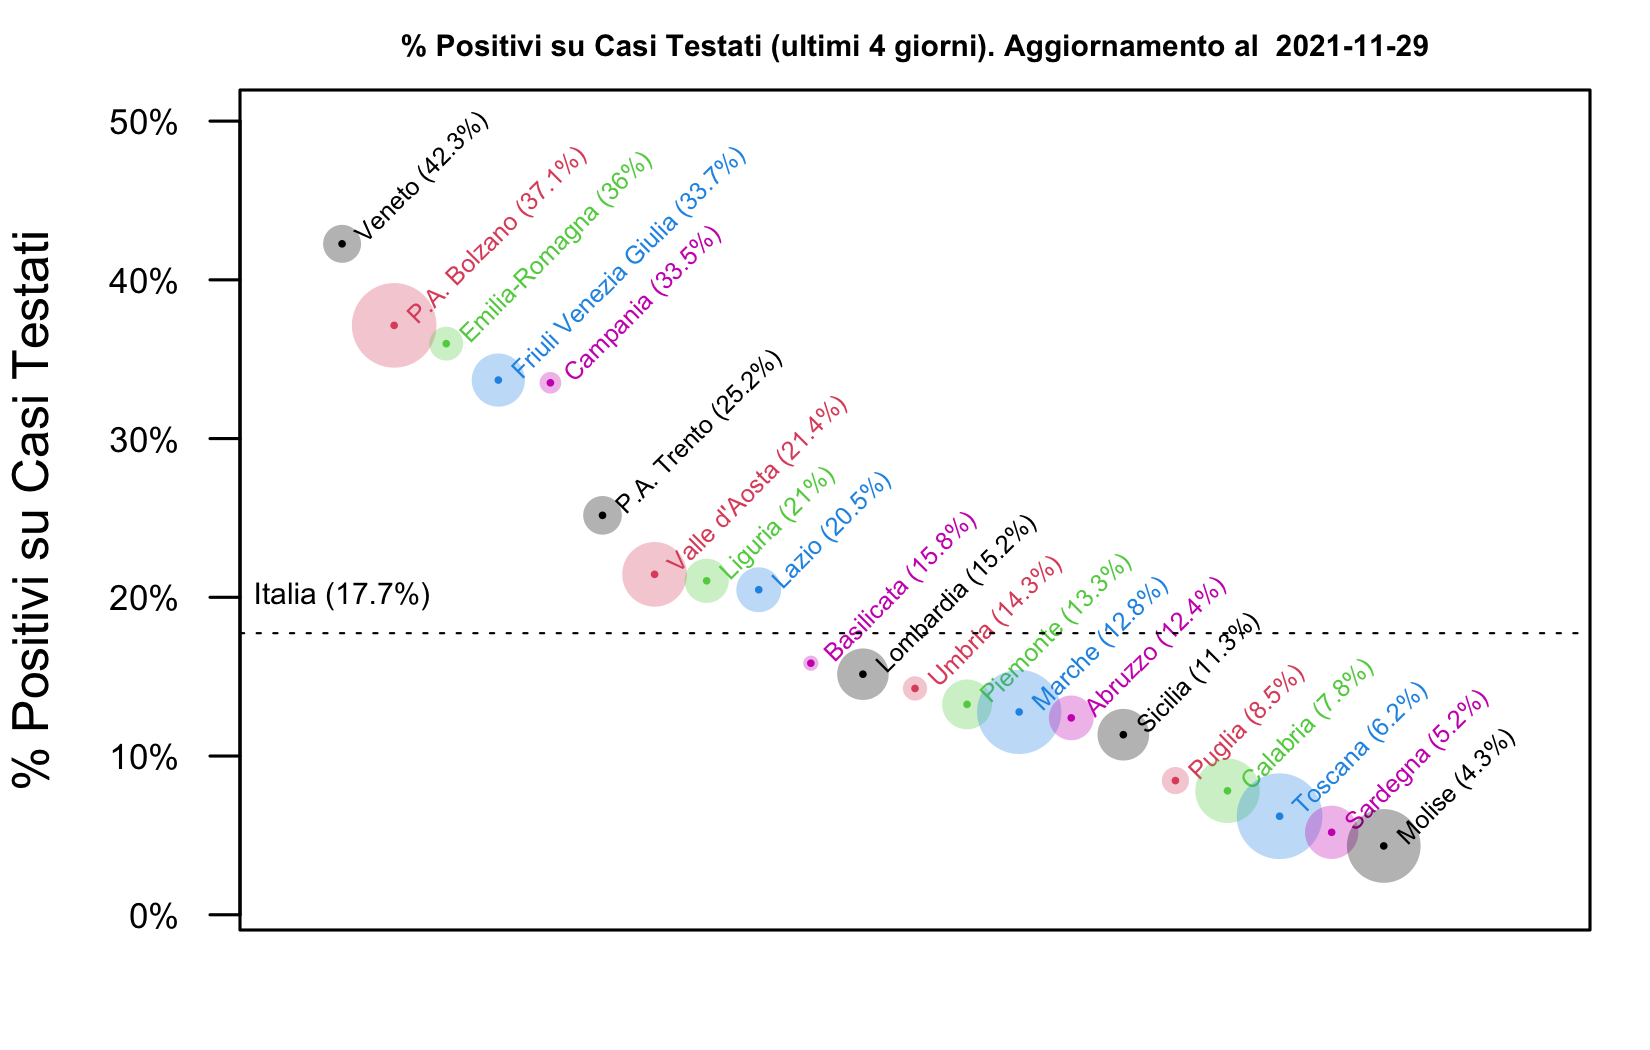 % Positivi su Casi Testati (ultimi 4 giorni). Aggiornamento al  2021-11-29
% Positivi su Casi Testati
50%
40%
30%
20%
10%
0%
Italia (17.7%)
Veneto (42.3%)
P.A. Bolzano (37.1%)
Emilia-Romagna (36%)
Friuli Venezia Giulia (33.7%)
Campania (33.5%)
P.A. Trento (25.2%)
Valle d'Aosta (21.4%)
Liguria (21%)
Lazio (20.5%)
Basilicata (15.8%)
Lombardia (15.2%)
Umbria (14.3%)
Piemonte (13.3%)
Marche (12.8%)
Abruzzo (12.4%)
Sicilia (11.3%)
Puglia (8.5%)
Calabria (7.8%)
Toscana (6.2%)
Sardegna (5.2%)
Molise (4.3%)